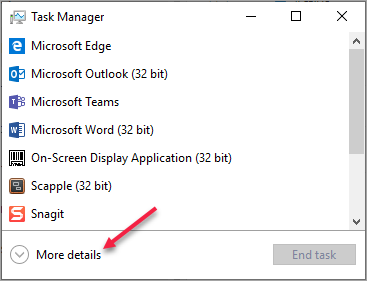 Task Manager
Microsoft Edge
Microsoft Outlook (32 bit)
Microsoft Teams
Microsoft Word (32 bit)
On-Screen Display Application (32 bit)
Scapple (32 bit)
Snagit
More details
End task